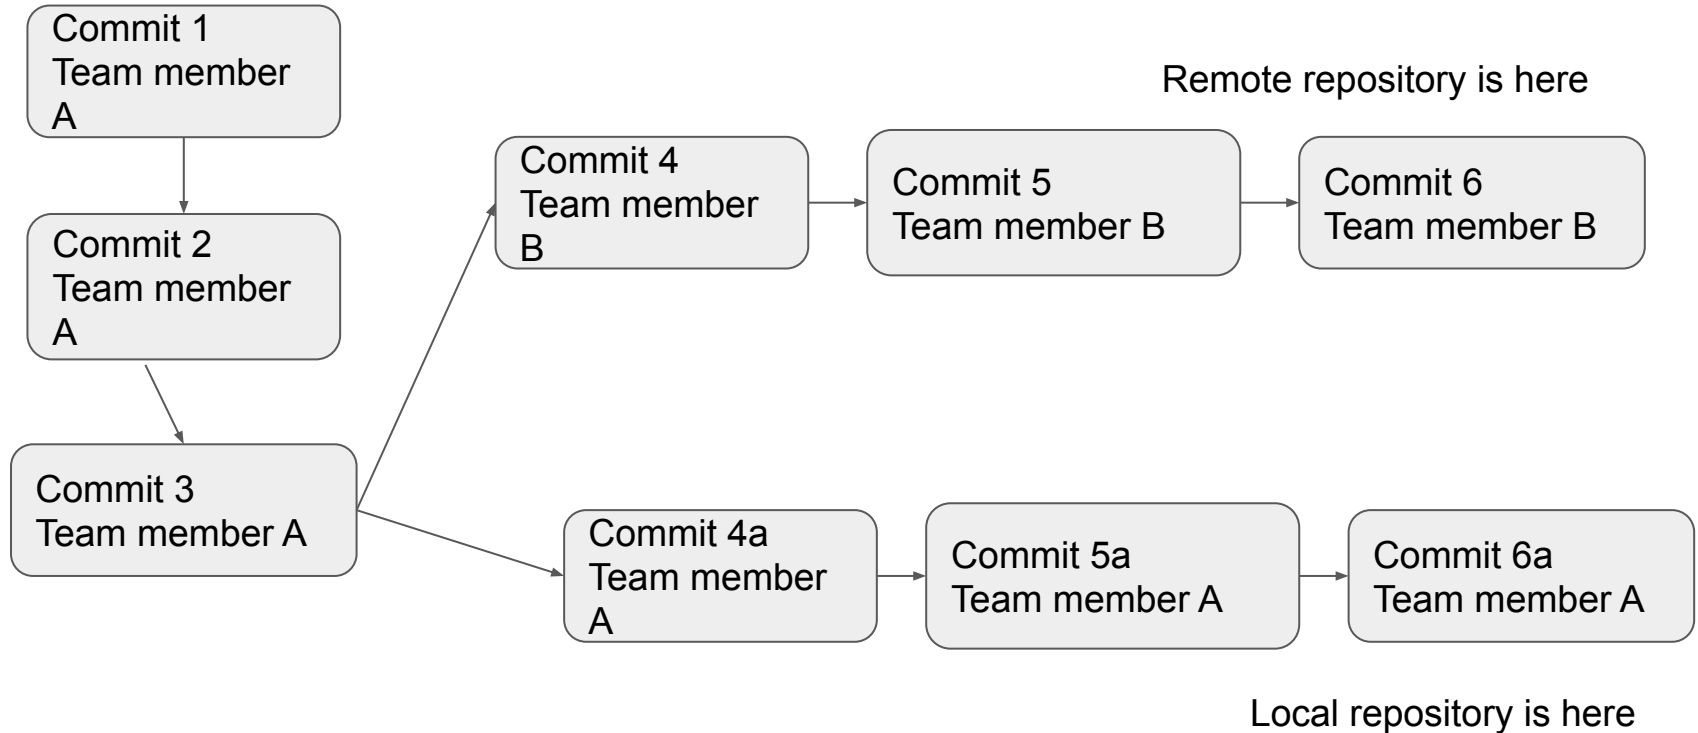 Commit 1
Team member
A
Remote repository is here
Commit 4
Team member
B
Commit 5
Team member B
Commit 6
Team member B
Commit 2
Team member
A
Commit 3
Team member A
Commit 4a
Team member
A
Commit 5a
Team member A
Commit 6a
Team member A
Local repository is here